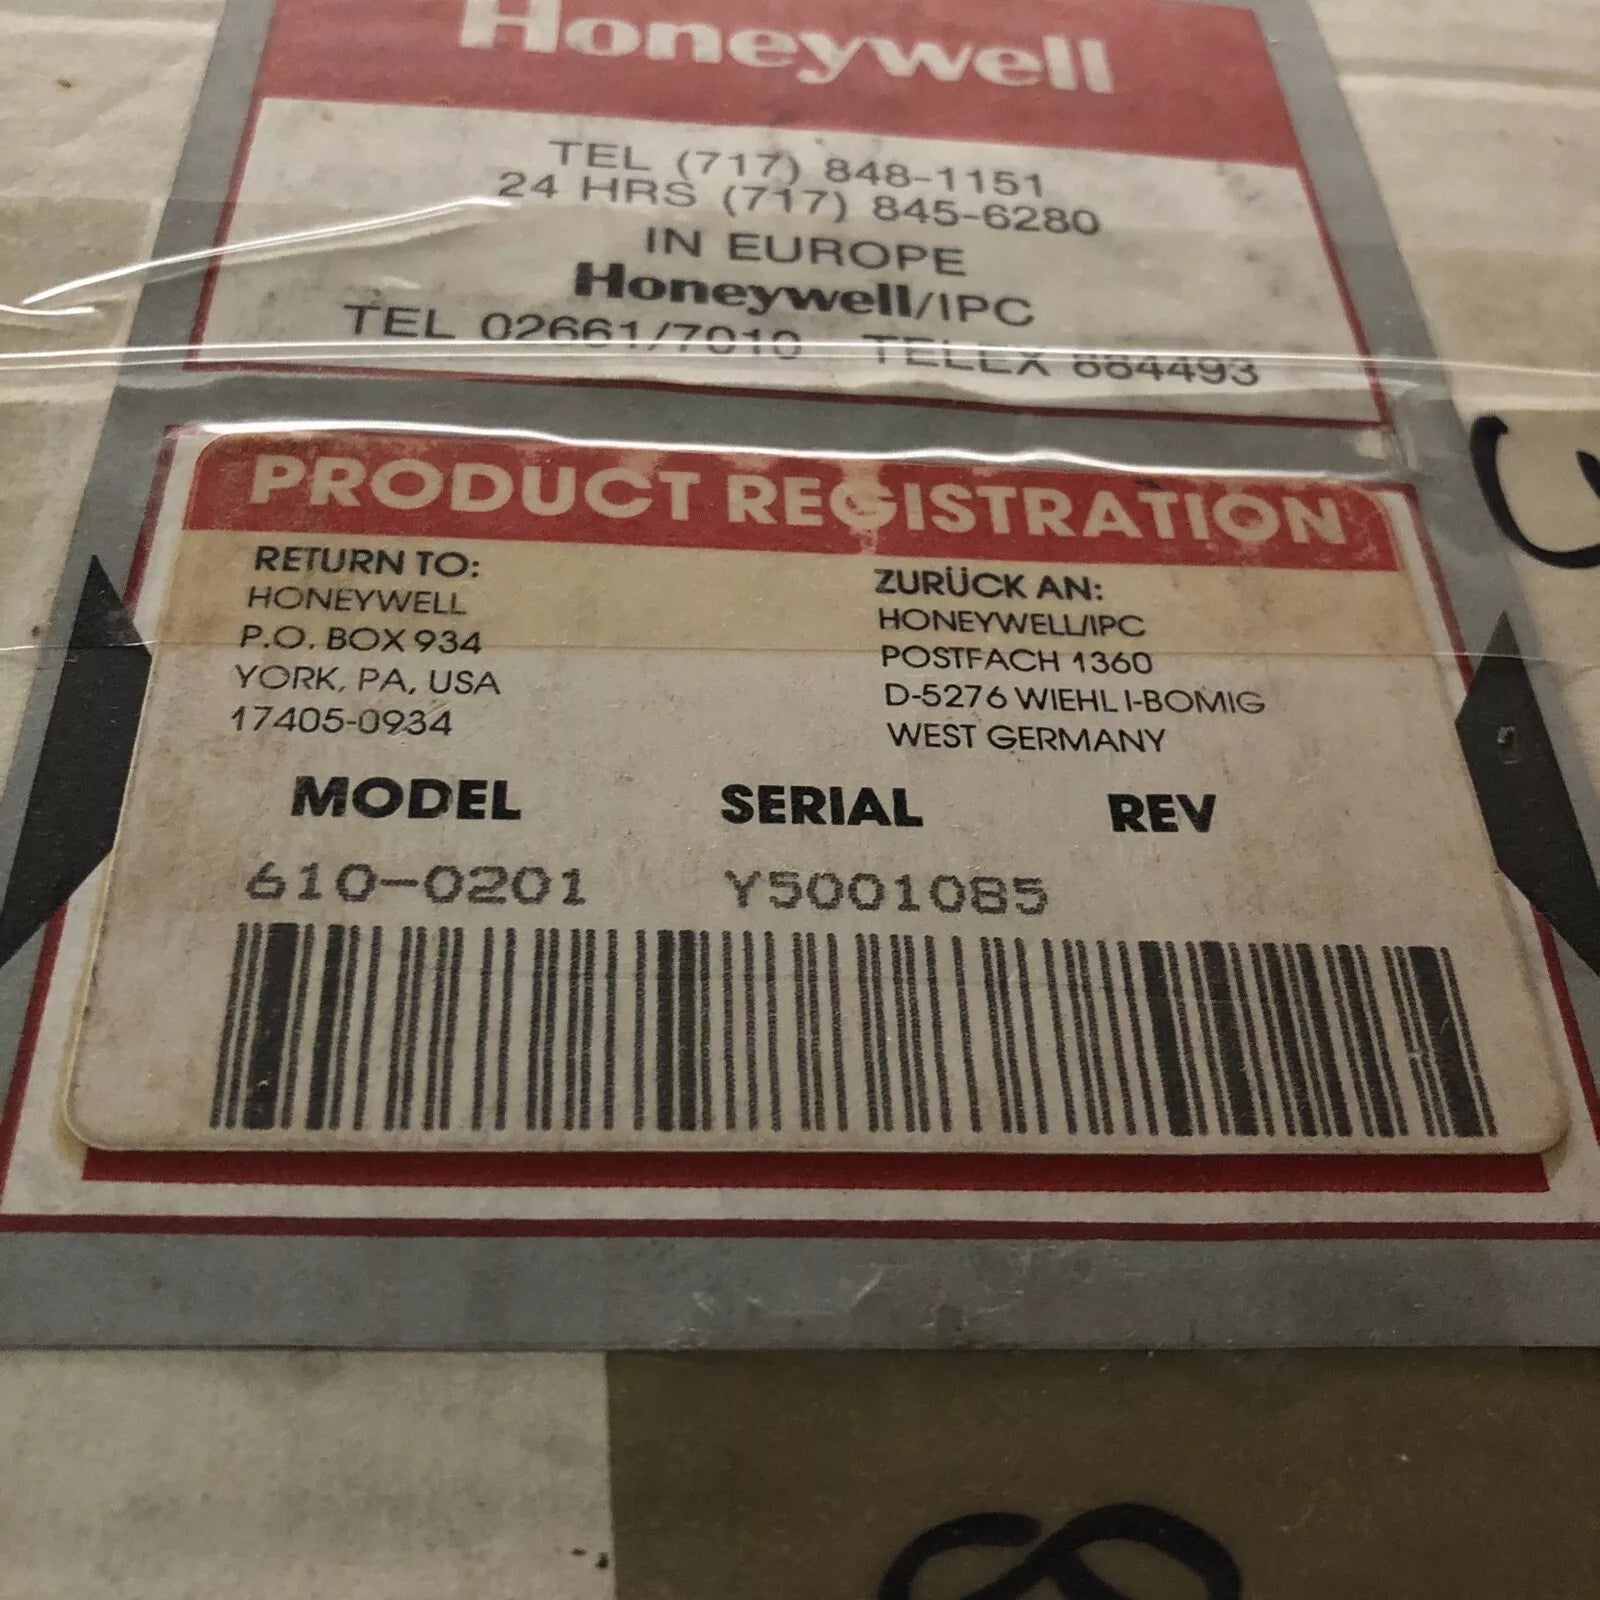 Honeywell
TEL (717) 848-1151
24 HRS (717) 845-6280
IN EUROPE
Honeywell/IPC
TEL 02661/7010 TELEX 884493
PRODUCT REGISTRATION
RETURN TO:
HONEYWELL
P.O. BOX 934
YORK, PA, USA
17405-0934
ZURÜCK AN:
HONEYWELL/IPC
POSTFACH 1360
D-5276 WIEHL I-BOMIG
WEST GERMANY
MODEL SERIAL REV
610-0201 Y5001085